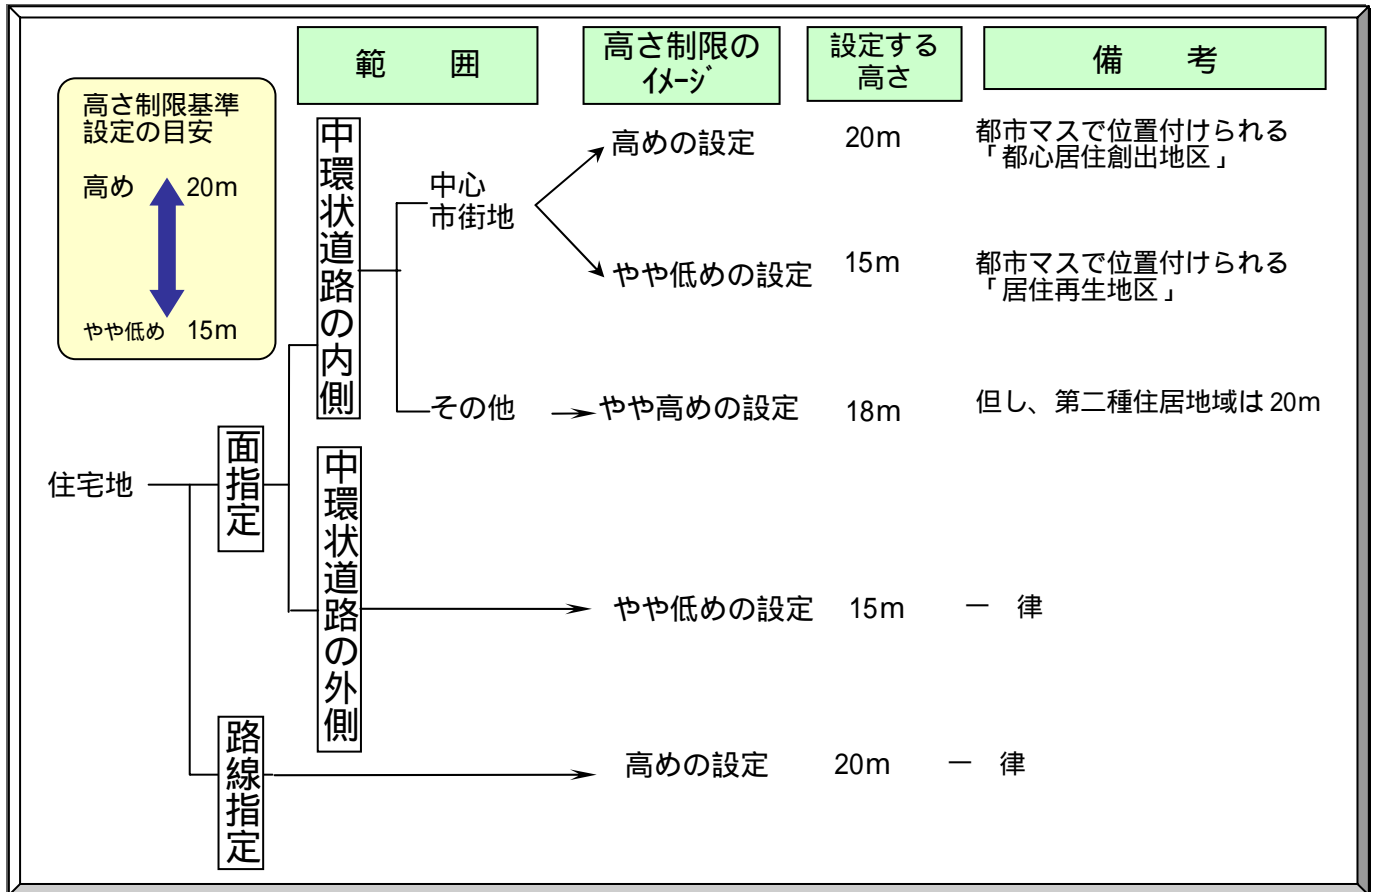 範 囲
高さ制限の
イメージ
設定する
高さ
備 考
高さ制限基準
設定の目安
高め 20m
やや低め 15m
住宅地
面指定
路線指定
中環状道路の内側
中環状道路の外側
中心
市街地
高めの設定 20m 都市マスで位置付けられる
「都心居住創出地区」
やや低めの設定 15m 都市マスで位置付けられる
「居住再生地区」
その他 やや高めの設定 18m 但し、第二種住居地域は 20m
やや低めの設定 15m 一 律
高めの設定 20m 一 律